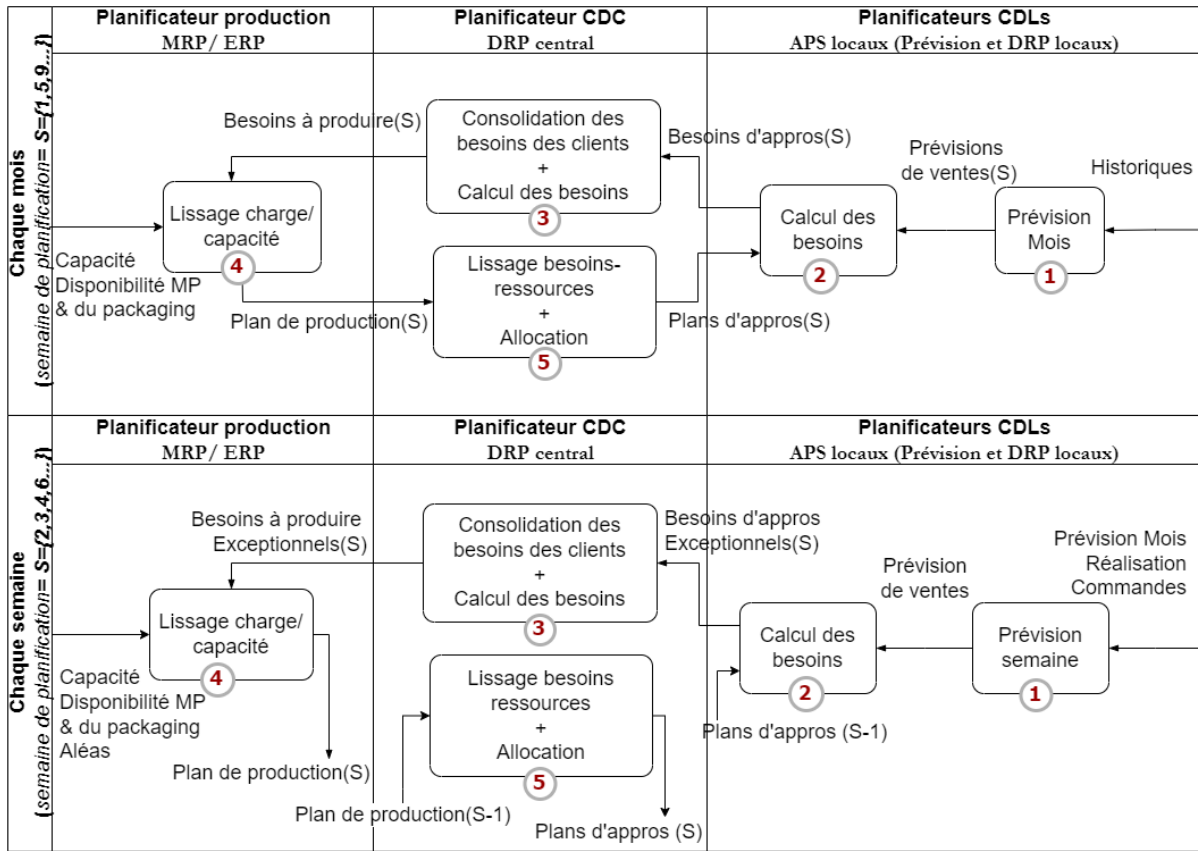 Planificateur production
MRP/ ERP
Planificateur CDC
DRP central
Planificateurs CDLs
APS locaux (Prévision et DRP locaux)
Chaque mois
(semaine de planification= S={1,5,9...})
Besoins à produire(S)
Consolidation des
besoins des clients
+
Calcul des besoins
3
Besoins d'appros(S)
Prévisions
de ventes(S)
Historiques
Lissage charge/
capacité
4
Calcul des
besoins
2
Prévision
Mois
1
Capacité
Disponibilité MP
& du packaging
Plan de production(S)
Lissage besoins-
ressources
+
Allocation
5
Plans d'appros(S)
Planificateur production
MRP/ ERP
Planificateur CDC
DRP central
Planificateurs CDLs
APS locaux (Prévision et DRP locaux)
Chaque semaine
(semaine de planification= S={2,3,4,6...})
Besoins à produire
Exceptionnels(S)
Consolidation des
besoins des clients
+
Calcul des besoins
3
Besoins d'appros
Exceptionnels(S)
Prévision
de ventes
Prévision Mois
Réalisation
Commandes
Lissage charge/
capacité
4
Calcul des
besoins
2
Prévision
semaine
1
Capacité
Disponibilité MP
& du packaging
Aléas
Plan de production(S)
Lissage besoins
ressources
+
Allocation
5
Plans d'appros (S-1)
Plan de production(S-1)
Plans d'appros (S)